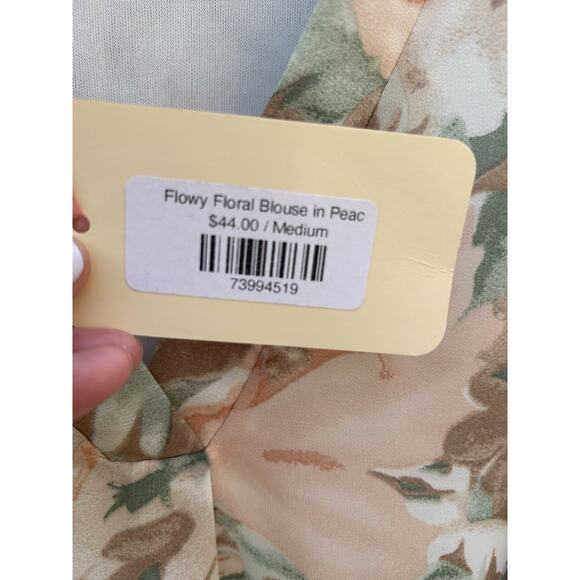 Flowy Floral Blouse in Peac
$44.00 / Medium
73994519